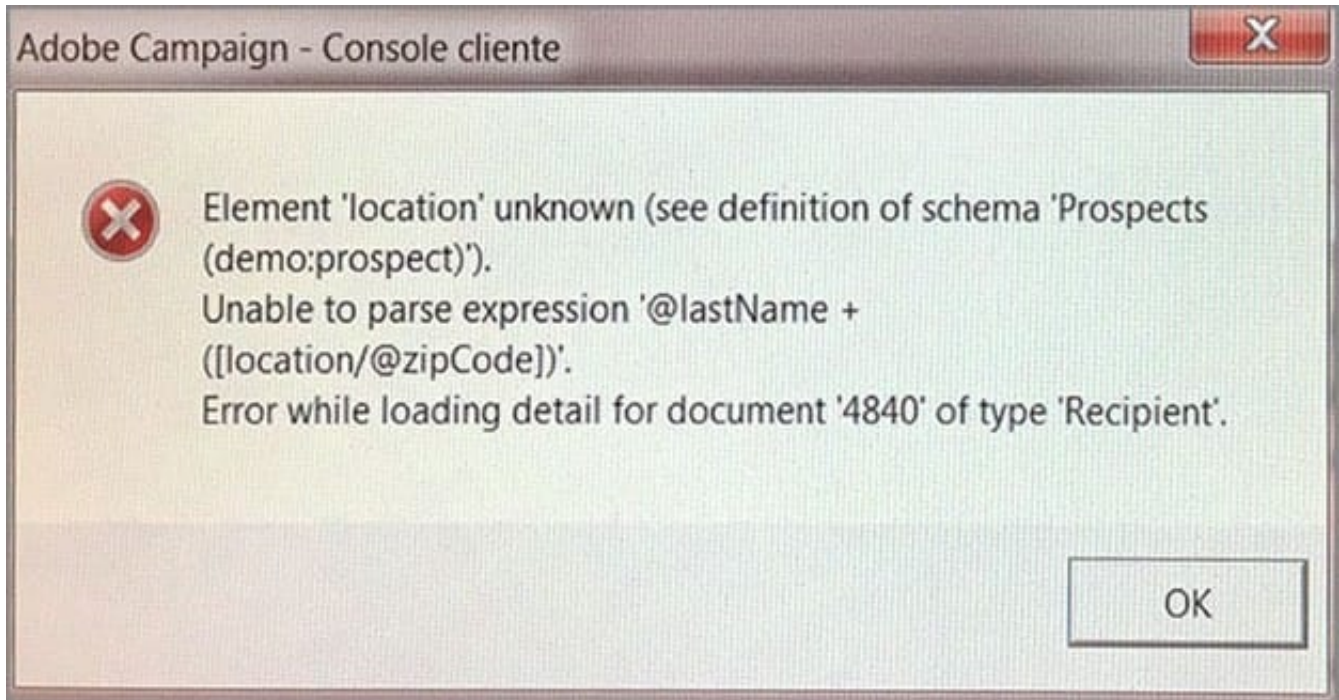 Adobe Campaign - Console cliente
X
Element 'location' unknown (see definition of schema 'Prospects
(demo:prospect)').
Unable to parse expression '@lastName +
([location/@zipCode])'.
Error while loading detail for document '4840' of type 'Recipient'.
OK